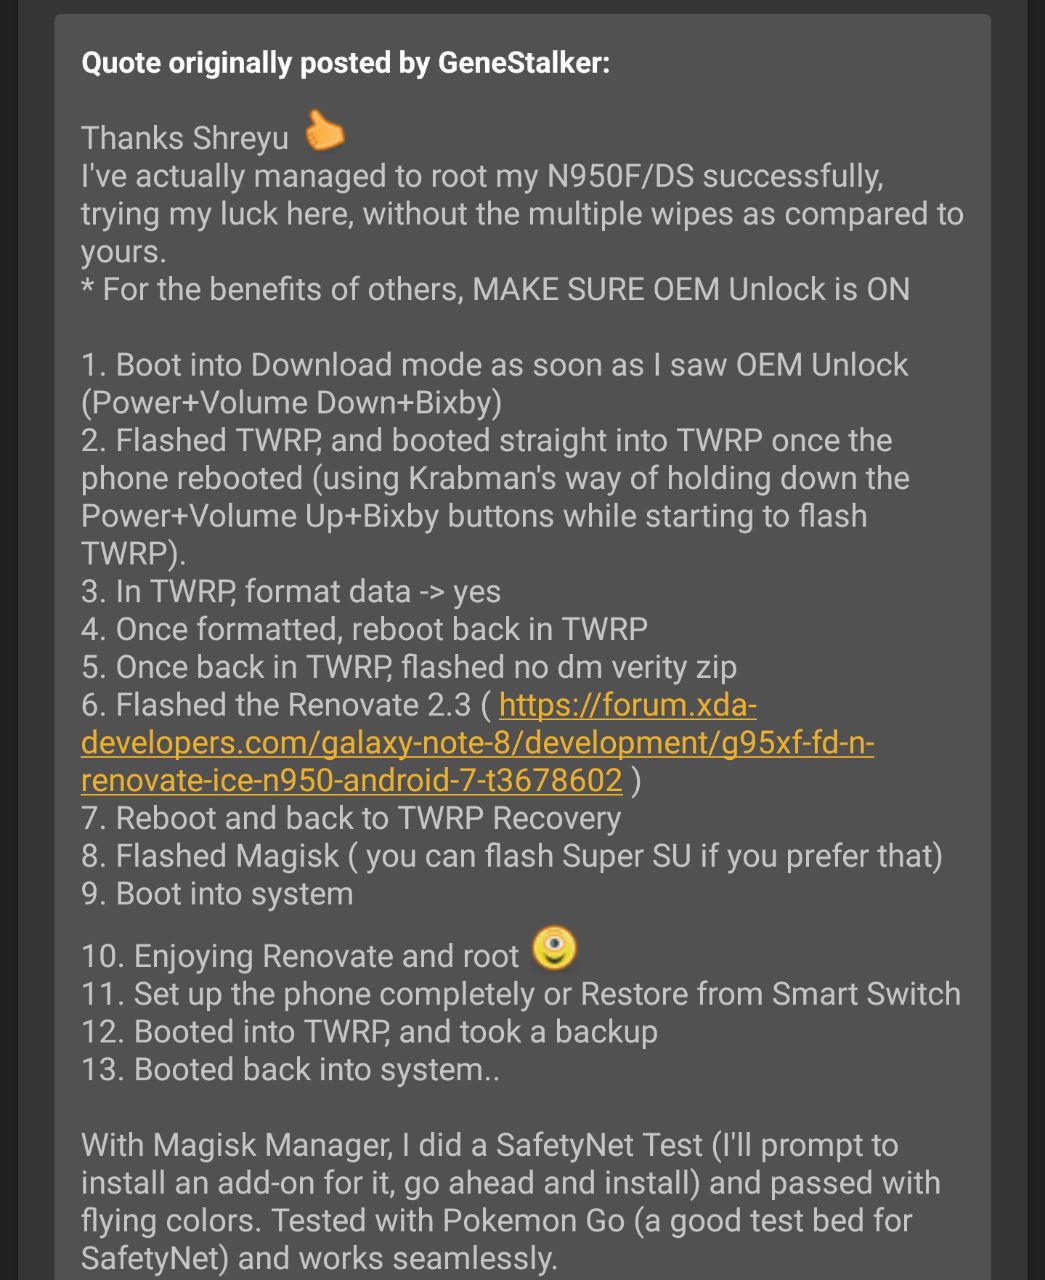 Quote originally posted by GeneStalker:
Thanks Shreyu
I've actually managed to root my N950F/DS successfully,
trying my luck here, without the multiple wipes as compared to
yours.
* For the benefits of others, MAKE SURE OEM Unlock is ON
1. Boot into Download mode as soon as I saw OEM Unlock
(Power+Volume Down+Bixby)
2. Flashed TWRP, and booted straight into TWRP once the
phone rebooted (using Krabman's way of holding down the
Power+Volume Up+Bixby buttons while starting to flash
TWRP).
3. In TWRP, format data -> yes
4. Once formatted, reboot back in TWRP
5. Once back in TWRP, flashed no dm verity zip
6. Flashed the Renovate 2.3 ( https://forum.xda-
developers.com/galaxy-note-8/development/g95xf-fd-n-
renovate-ice-n950-android-7-t3678602 )
7. Reboot and back to TWRP Recovery
8. Flashed Magisk ( you can flash Super SU if you prefer that)
9. Boot into system
10. Enjoying Renovate and root
11. Set up the phone completely or Restore from Smart Switch
12. Booted into TWRP, and took a backup
13. Booted back into system..
With Magisk Manager, I did a SafetyNet Test (I'll prompt to
install an add-on for it, go ahead and install) and passed with
flying colors. Tested with Pokemon Go (a good test bed for
SafetyNet) and works seamlessly.